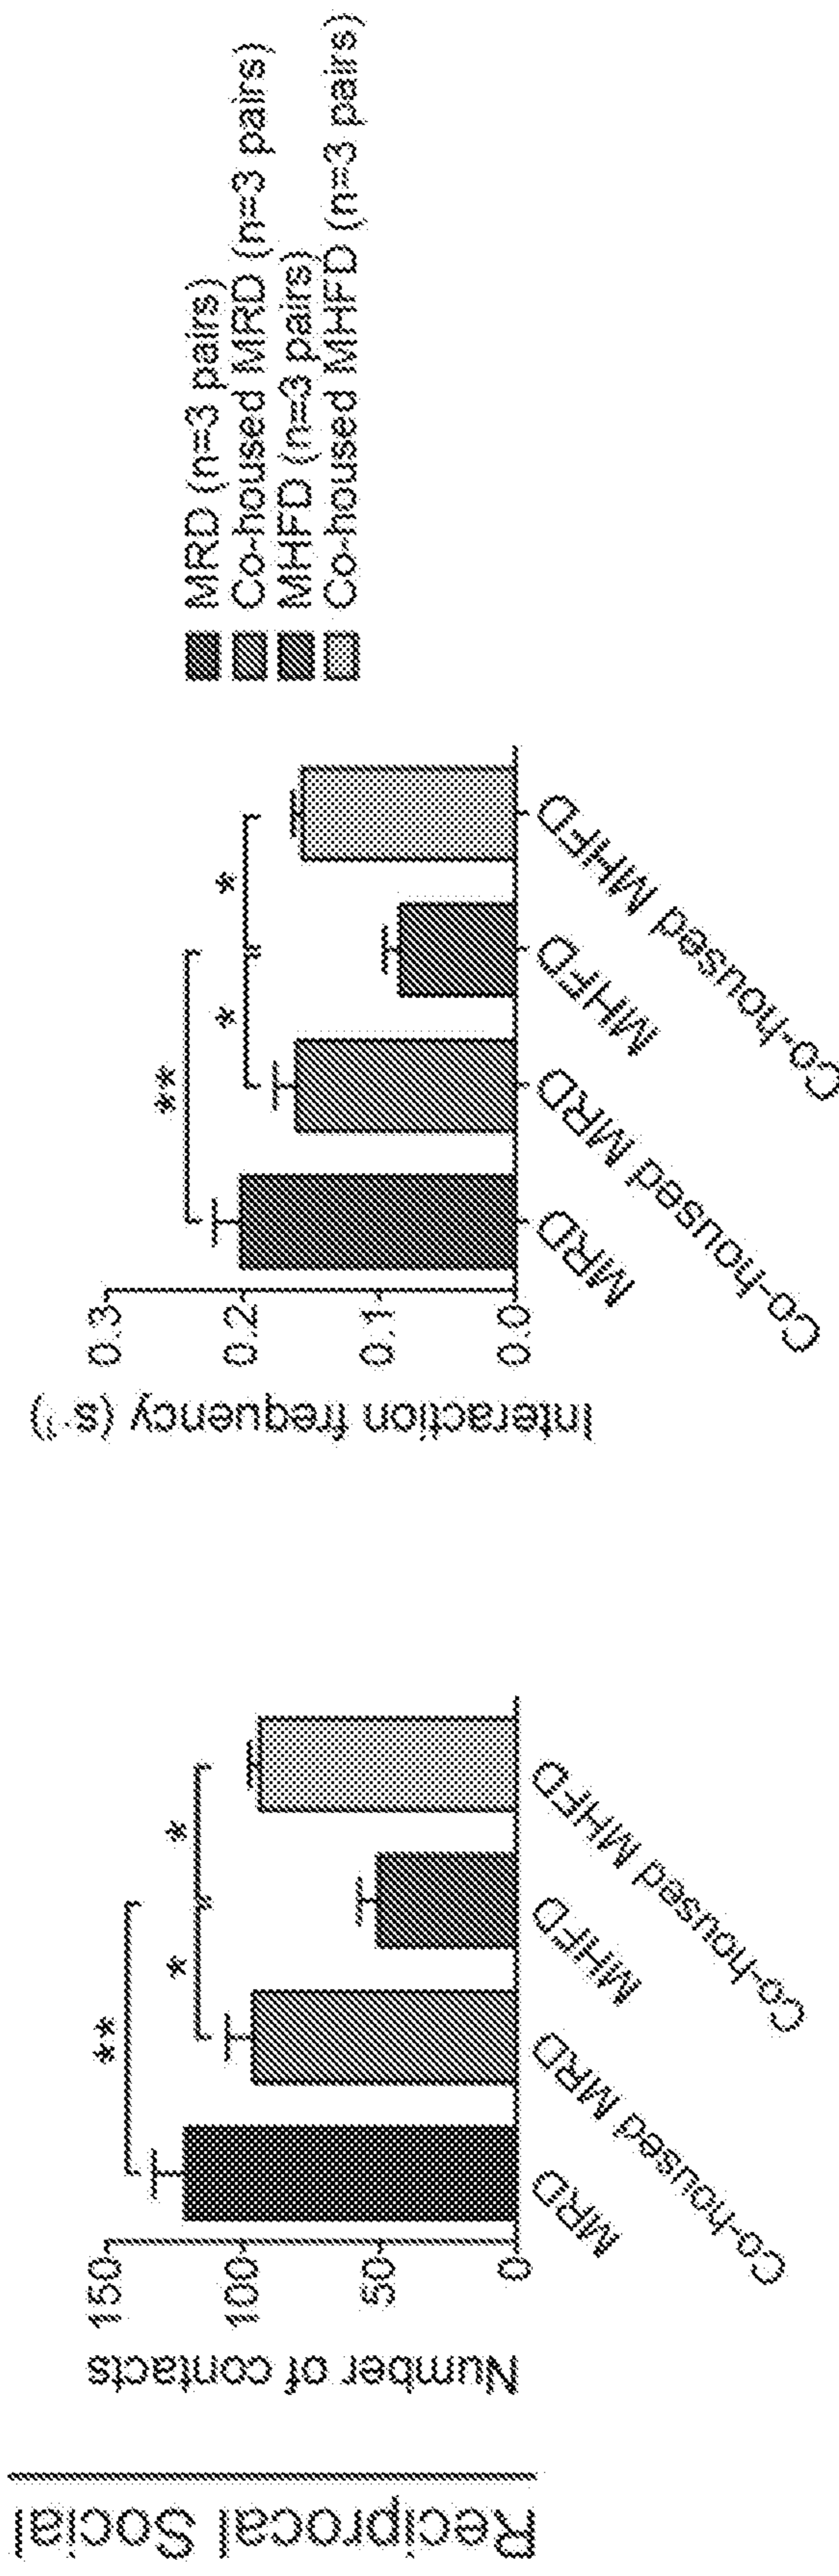 Reciprocal Social
Number of contacts
150
100
50
0
**
*
*
MRD
Co-housed MRD
MHFD
Co-housed MHFD
Interaction frequency (s⁻¹)
0.3
0.2
0.1
0.0
**
*
*
MRD
Co-housed MRD
MHFD
Co-housed MHFD
MRD (n=3 pairs)
Co-housed MRD (n=3 pairs)
MHFD (n=3 pairs)
Co-housed MHFD (n=3 pairs)